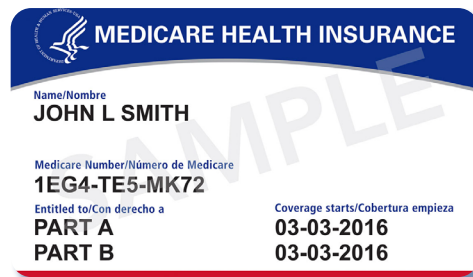 MEDICARE HEALTH INSURANCE
Name/Nombre
JOHN L SMITH
Medicare Number/Número de Medicare
1EG4-TE5-MK72
Entitled to/Con derecho a Coverage starts/Cobertura empieza
PART A 03-03-2016
PART B 03-03-2016
SAMPLE